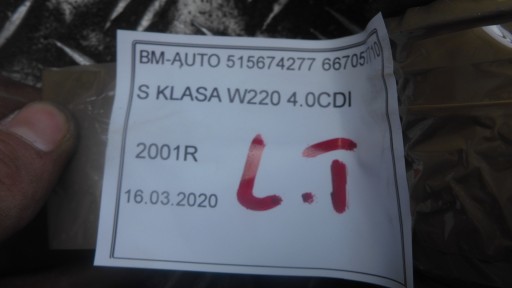 BM-AUTO 515674277 66705
S KLASA W220 4.0CDI
2001R
16.03.2020
L.T